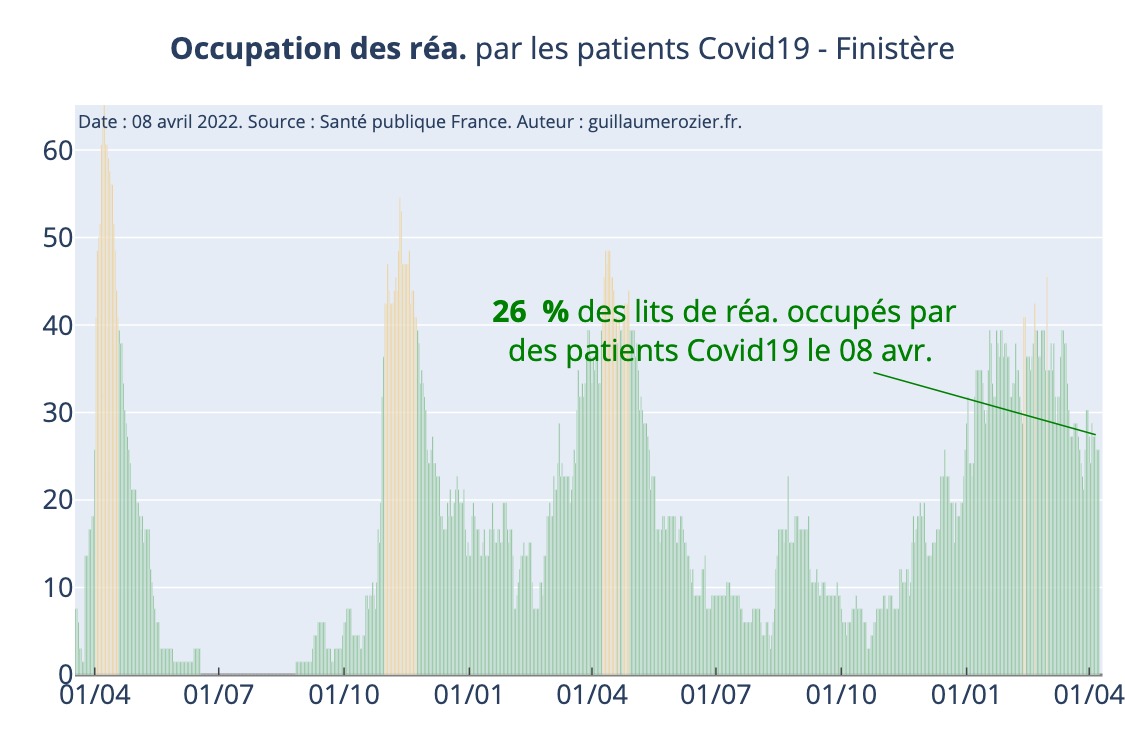 Occupation des réa. par les patients Covid19 - Finistère
Date : 08 avril 2022. Source : Santé publique France. Auteur : guillaumerozier.fr.
60
50
40
30
20
10
0
26 % des lits de réa. occupés par
des patients Covid19 le 08 avr.
01/04 01/07 01/10 01/01 01/04 01/07 01/10 01/01 01/04